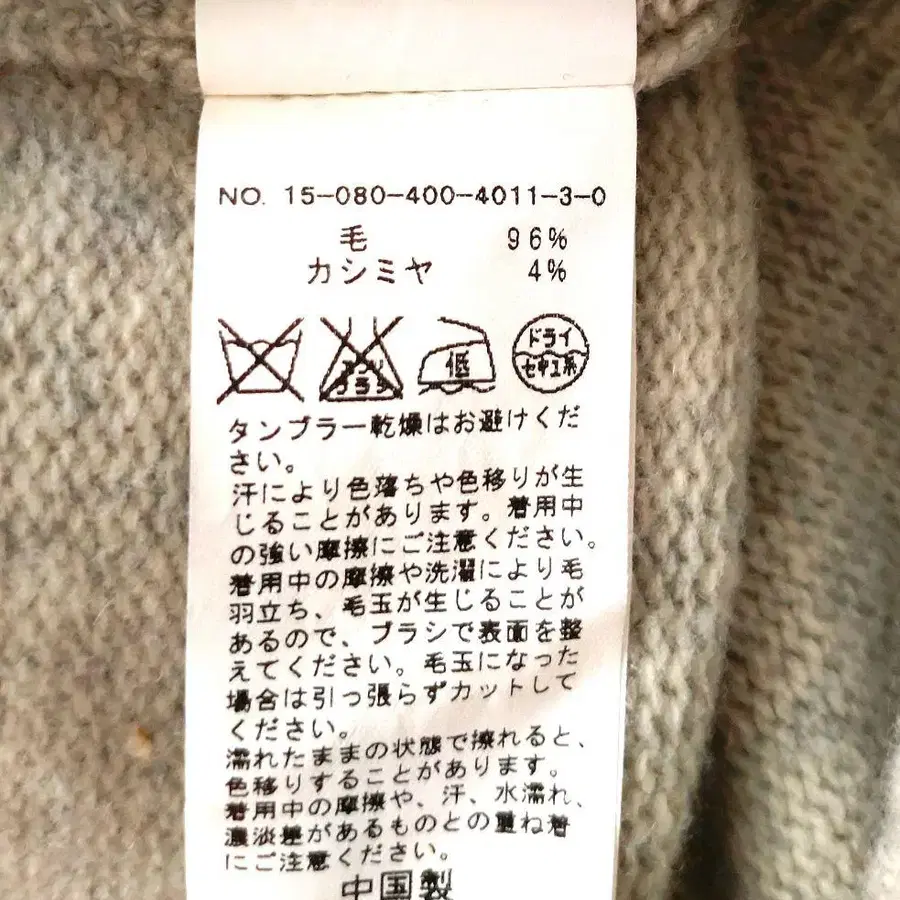 NO. 15-080-400-4011-3-0
毛 96%
カシミヤ 4%
エンソ
フラシ
低
ドライ
セキユ系
タンブラー乾燥はお避けくだ
さい。
汗により色落ちや色移りが生
じることがあります。着用中
の強い摩擦にご注意ください。
着用中の摩擦や洗濯により毛
羽立ち、毛玉が生じることが
あるので、ブラシで表面を整
えてください。毛玉になった
場合は引っ張らずカットして
ください。
濡れたままの状態で擦れると、
色移りすることがあります。
着用中の摩擦や、汗、水濡れ、
濃淡差があるものとの重ね着
にご注意ください。
中国製